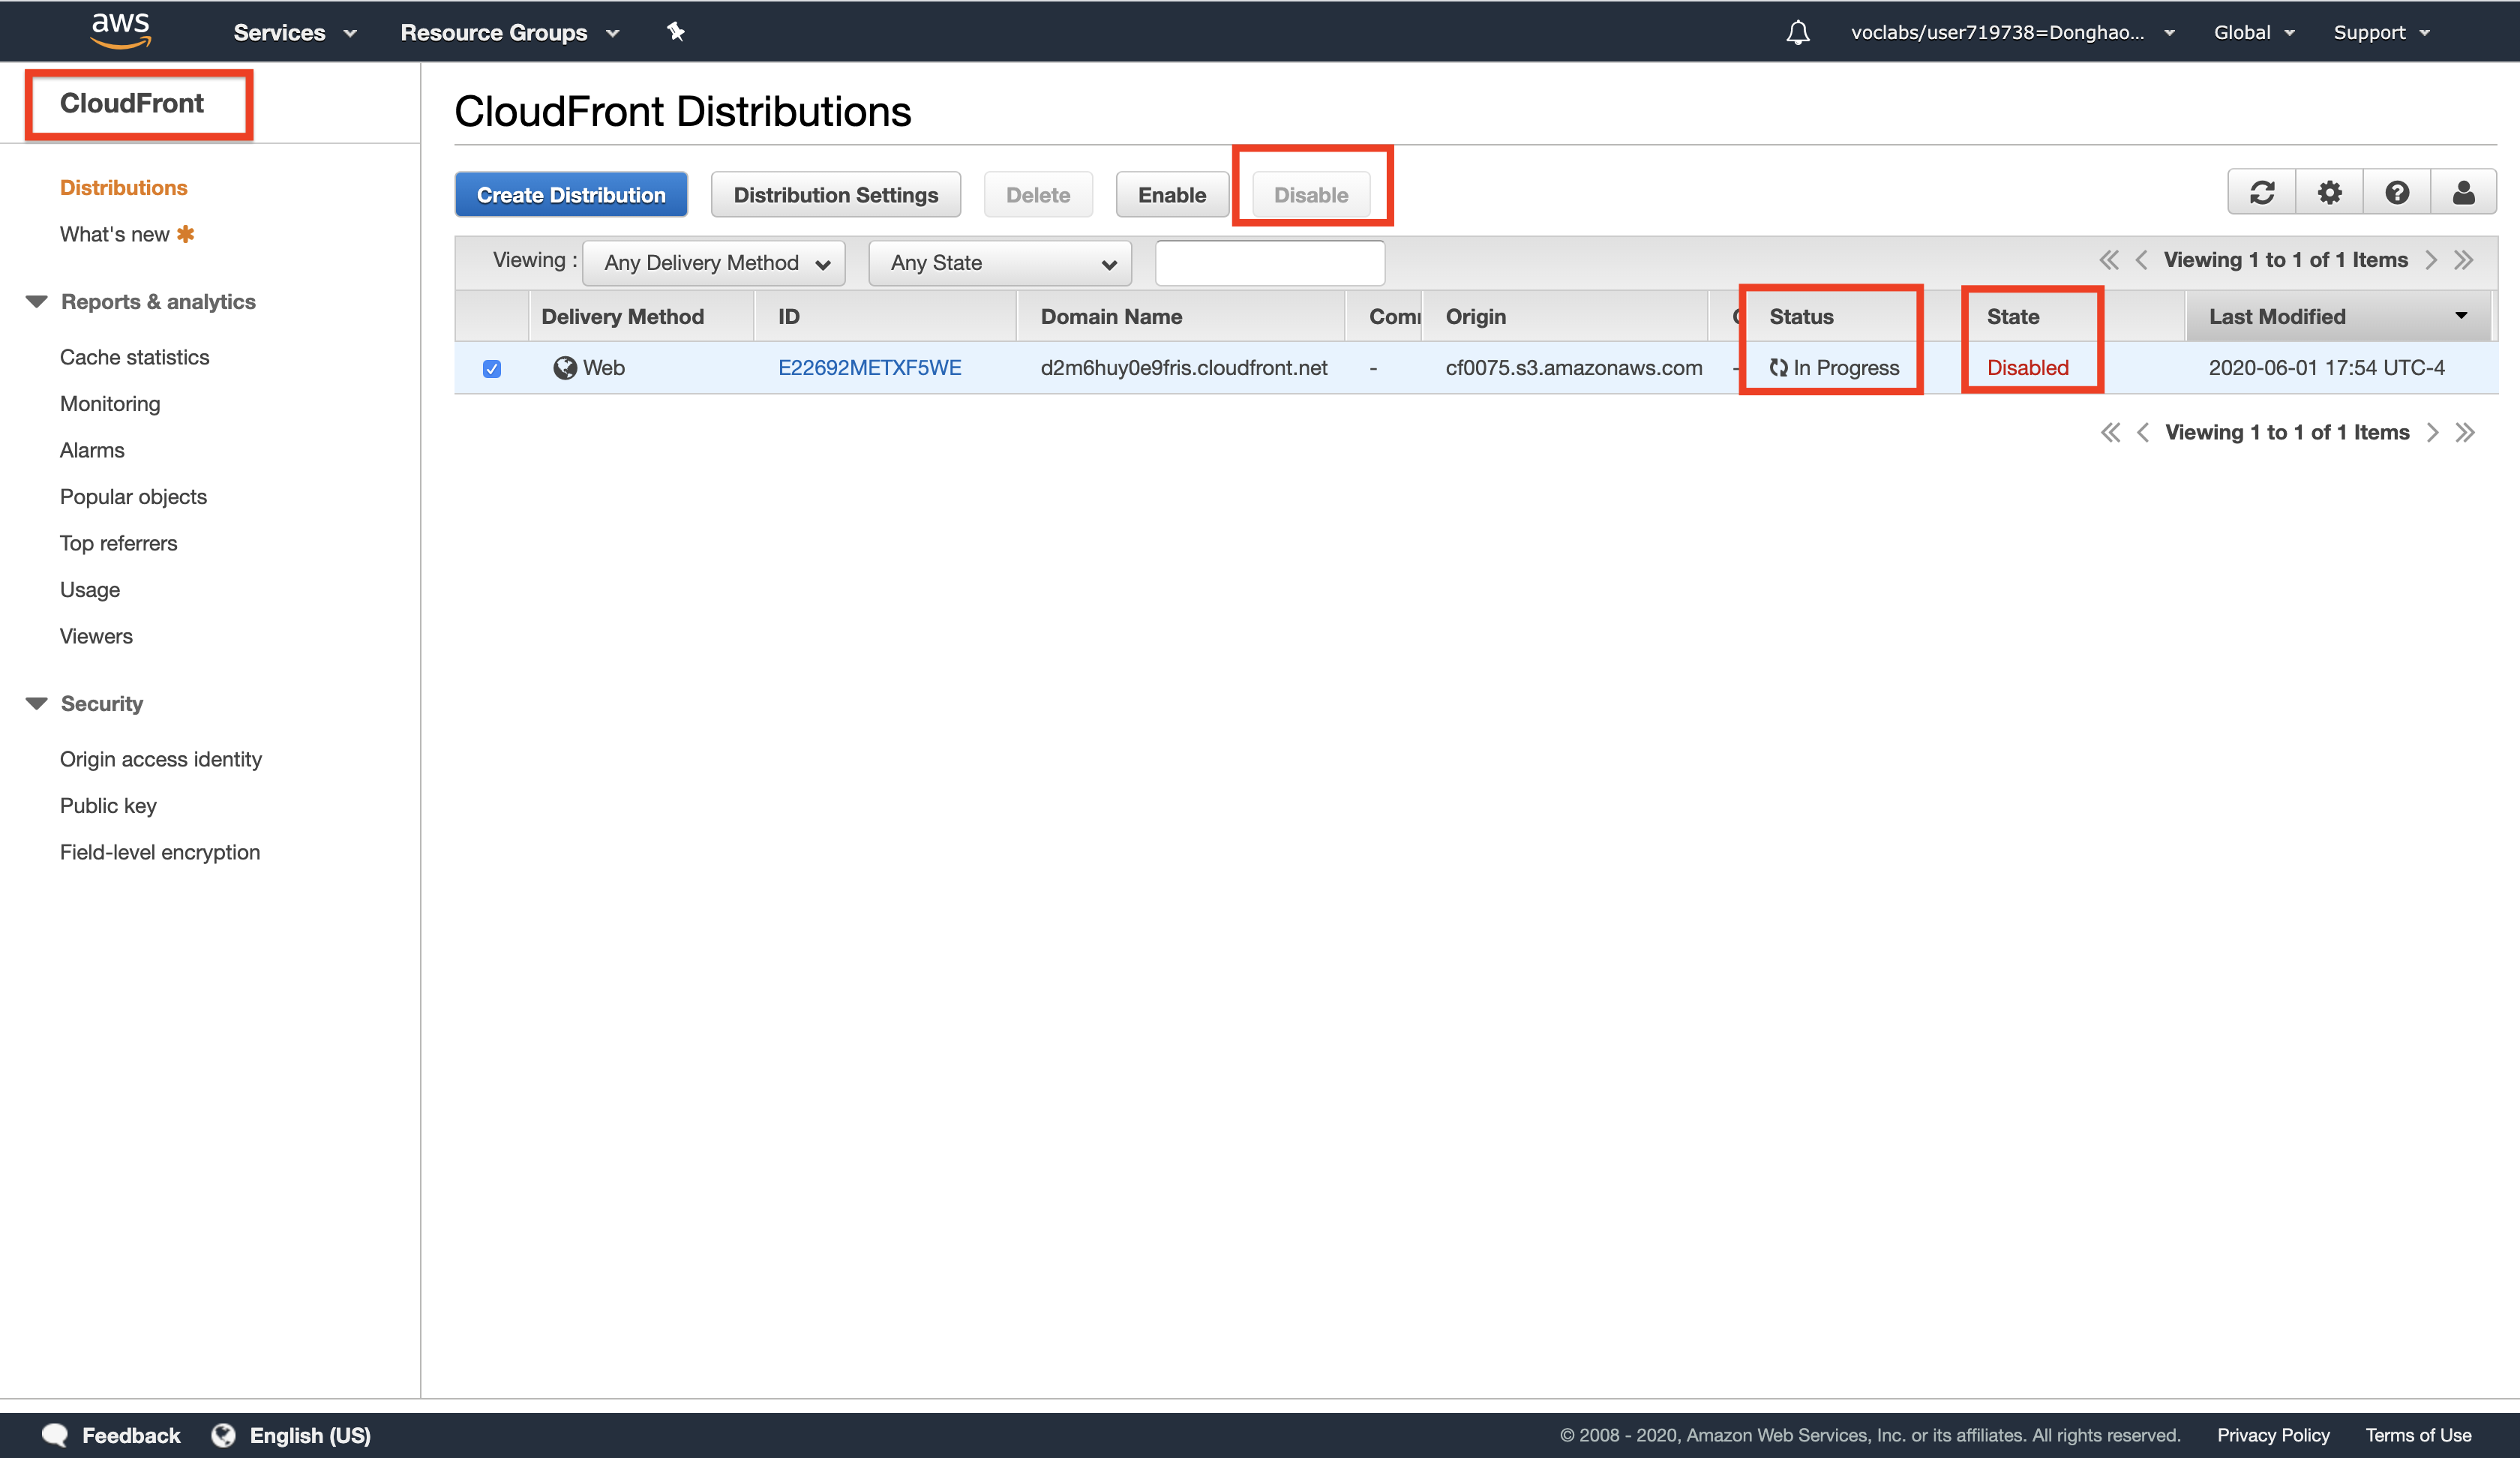 aws Services Resource Groups voclabs/user719738=Donghao... Global Support
CloudFront
Distributions
What's new
Reports & analytics
Cache statistics
Monitoring
Alarms
Popular objects
Top referrers
Usage
Viewers
Security
Origin access identity
Public key
Field-level encryption
CloudFront Distributions
Create Distribution Distribution Settings Delete Enable Disable
Viewing : Any Delivery Method Any State Viewing 1 to 1 of 1 Items
Delivery Method ID Domain Name Origin Status State Last Modified
Web E22692METXF5WE d2m6huy0e9fris.cloudfront.net - cf0075.s3.amazonaws.com - In Progress Disabled 2020-06-01 17:54 UTC-4
Viewing 1 to 1 of 1 Items
Feedback English (US) © 2008 - 2020, Amazon Web Services, Inc. or its affiliates. All rights reserved. Privacy Policy Terms of Use